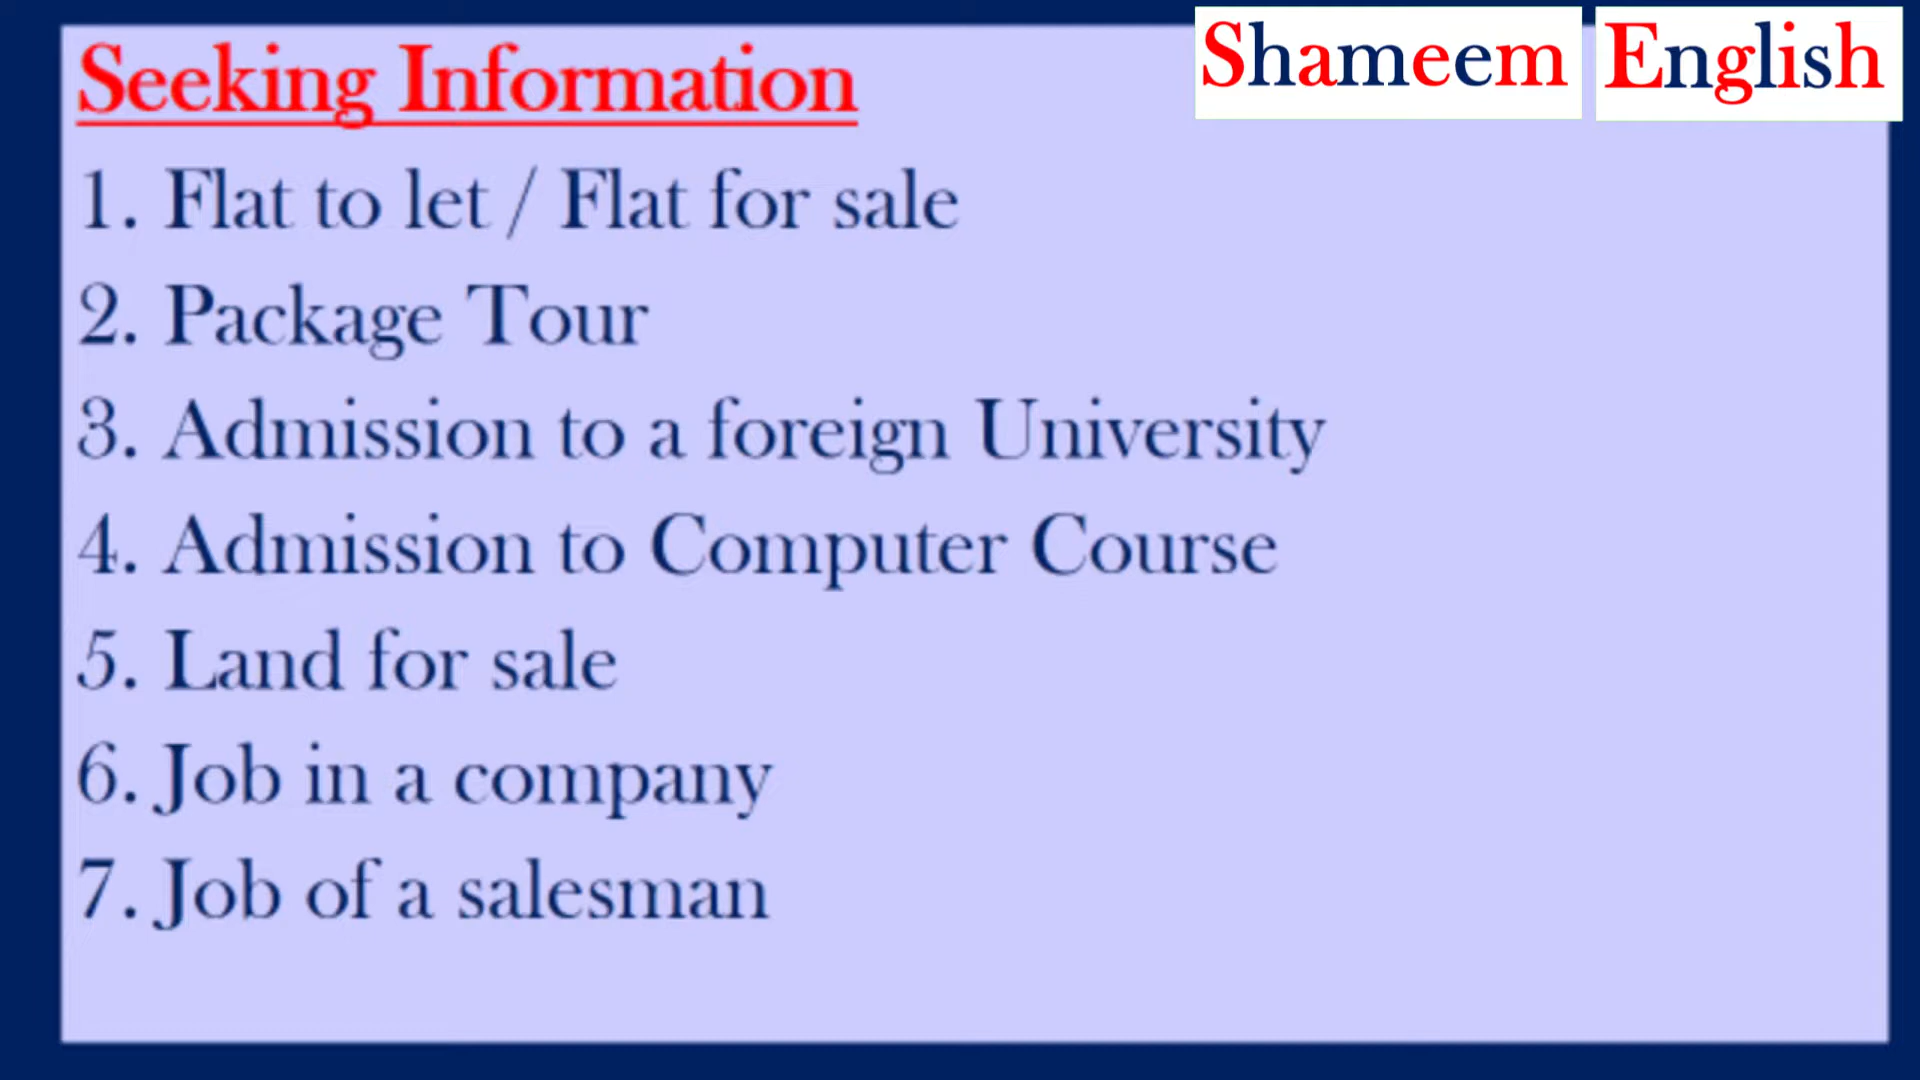 Seeking Information
Shameem English
1. Flat to let / Flat for sale
2. Package Tour
3. Admission to a foreign University
4. Admission to Computer Course
5. Land for sale
6. Job in a company
7. Job of a salesman